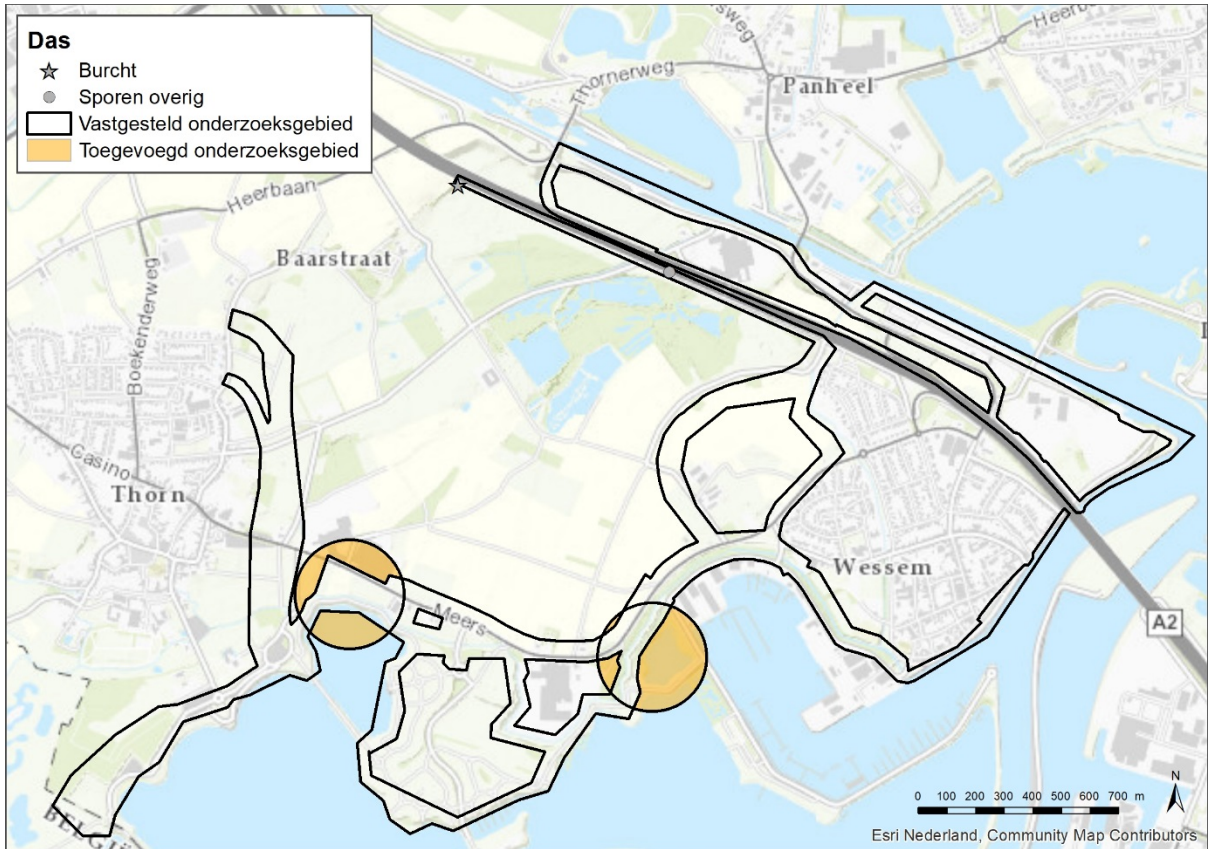 Das
Burcht
Sporen overig
Vastgesteld onderzoeksgebied
Toegevoegd onderzoeksgebied
Thornerweg
Heerbaan
Panheel
Heerbaan
Baarstraat
Boekenderweg
Casino
Thorn
Meers
Wessem
A2
0 100 200 300 400 500 600 700 m
N
Esri Nederland, Community Map Contributors